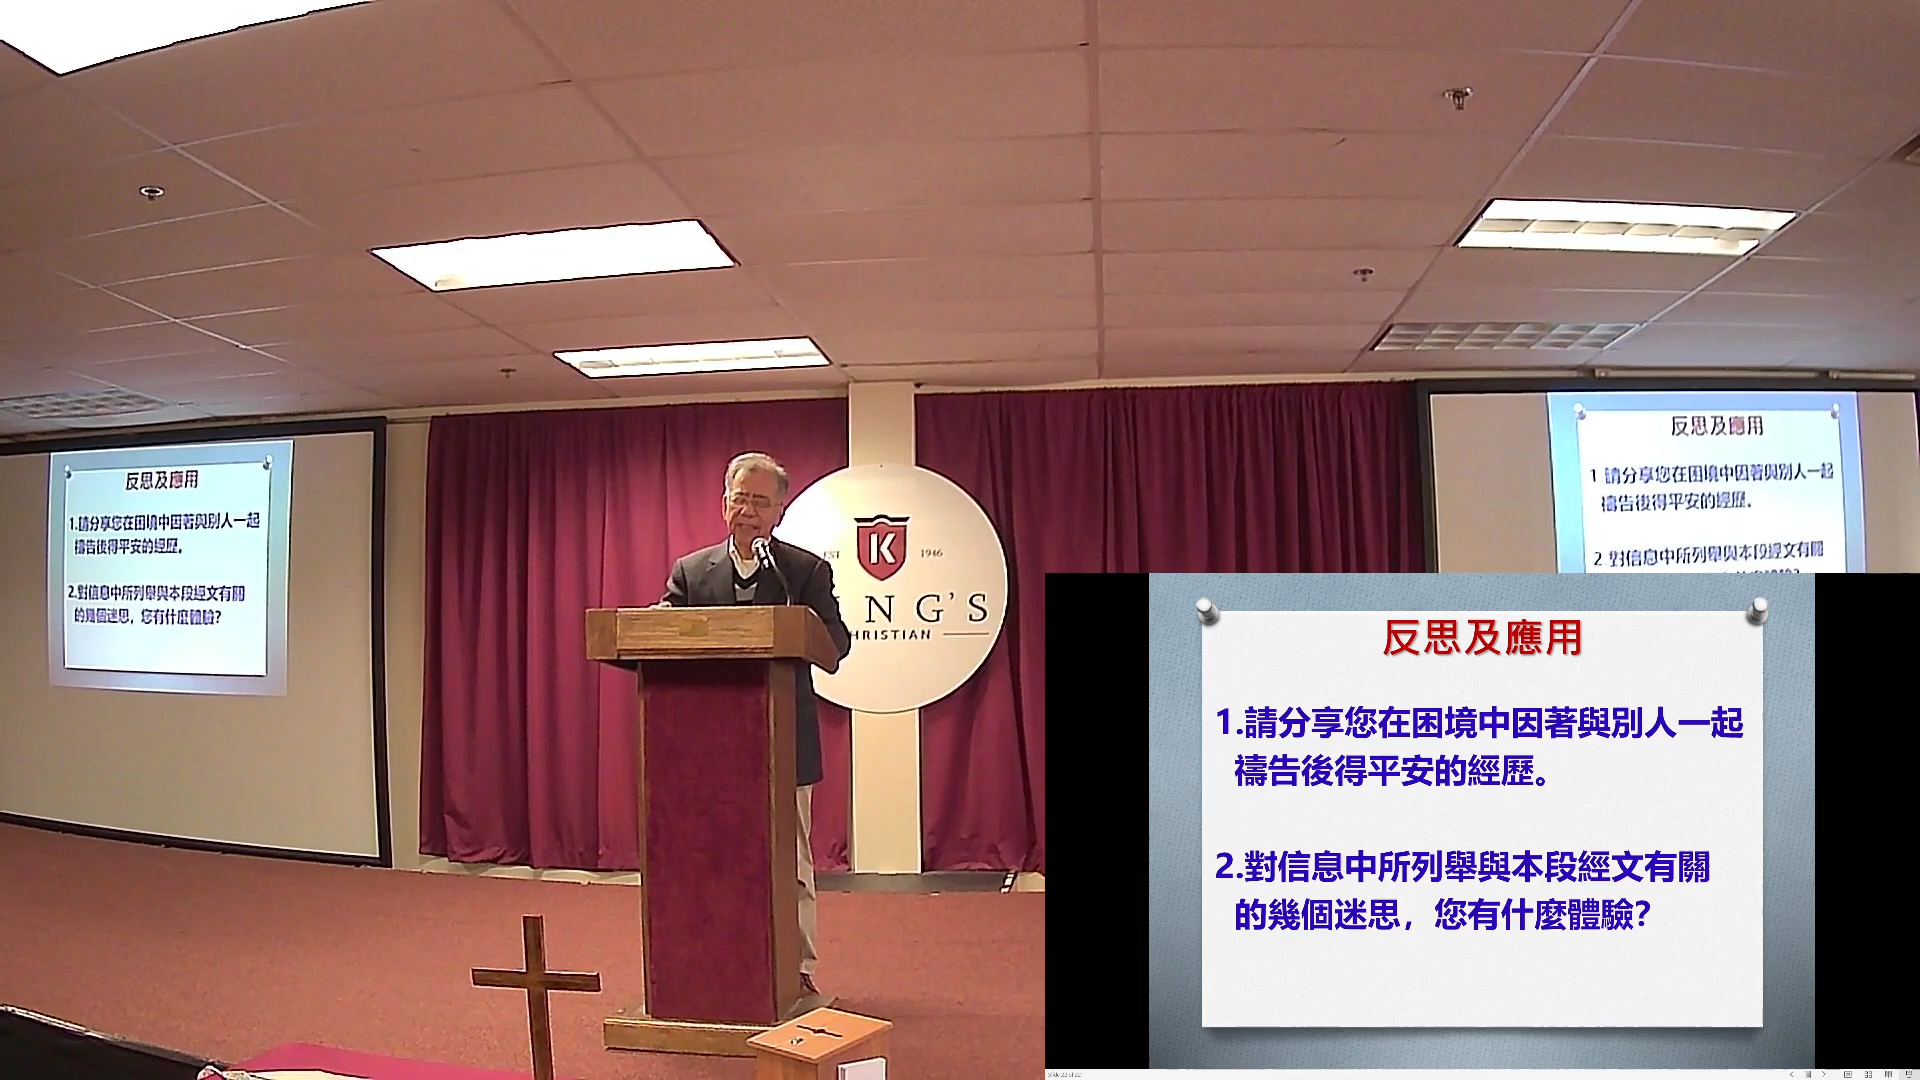 反思及應用
1.請分享您在困境中因著與別人一起
禱告後得平安的經歷。
2.對信息中所列舉與本段經文有關
的幾個迷思，您有什麼體驗?
K
EST
1946
NG'S
HRISTIAN
反思及應用
1 請分享您在困境中因著與別人一起
禱告後得平安的經歷。
2 對信息中所列舉與本段經文有關
反思及應用
1.請分享您在困境中因著與別人一起
禱告後得平安的經歷。
2.對信息中所列舉與本段經文有關
的幾個迷思，您有什麼體驗?
Slide 22 of 22